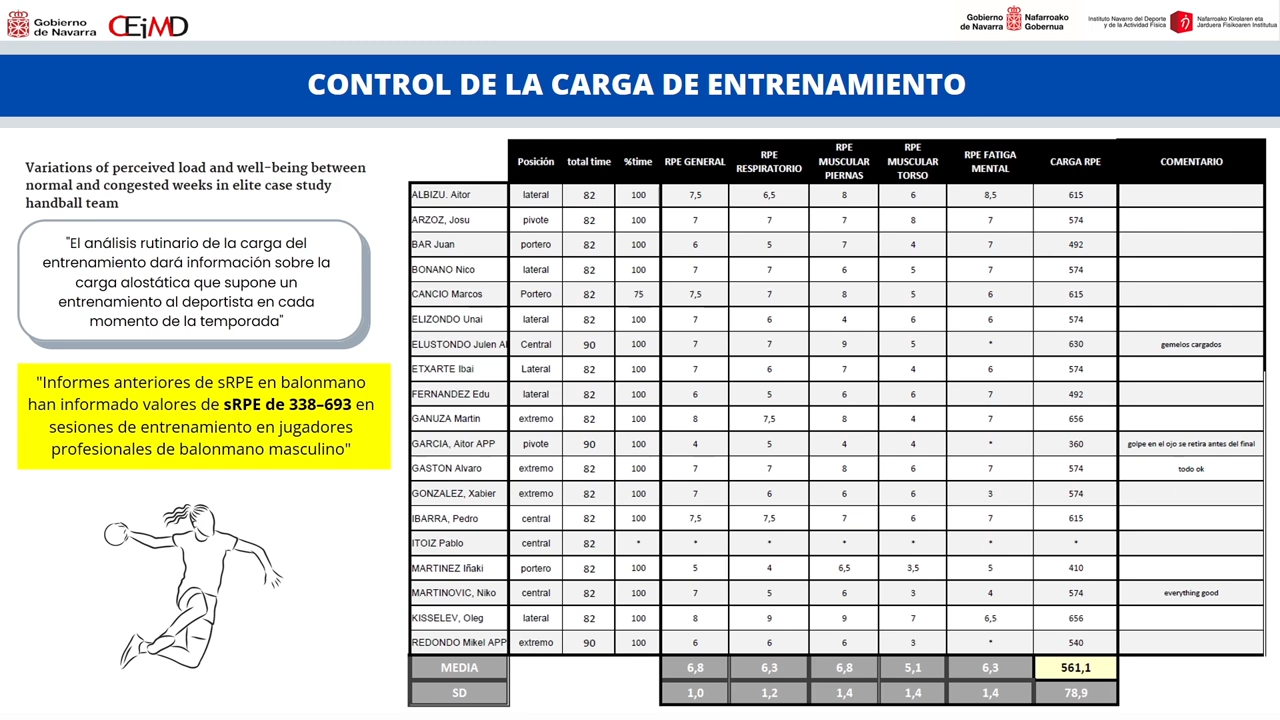 Gobierno
de Navarra
CEiMD
Gobierno
de Navarra
Nafarroako
Gobernua
Instituto Navarro del Deporte
y de la Actividad Física
Nafarroako Kirolaren eta
Jarduera Fisikoaren Institutua
CONTROL DE LA CARGA DE ENTRENAMIENTO
Variations of perceived load and well-being between
normal and congested weeks in elite case study
handball team
"El análisis rutinario de la carga del
entrenamiento dará información sobre la
carga alostática que supone un
entrenamiento al deportista en cada
momento de la temporada"
"Informes anteriores de sRPE en balonmano
han informado valores de sRPE de 338–693 en
sesiones de entrenamiento en jugadores
profesionales de balonmano masculino"
Posición total time %time RPE GENERAL RPE RESPIRATORIO RPE MUSCULAR PIERNAS RPE MUSCULAR TORSO RPE FATIGA MENTAL CARGA RPE COMENTARIO
ALBIZU. Aitor lateral 82 100 7,5 6,5 8 6 8,5 615
ARZOZ, Josu pivote 82 100 7 7 7 8 7 574
BAR Juan portero 82 100 6 5 7 4 7 492
BONANO Nico lateral 82 100 7 7 6 5 7 574
CANCIO Marcos Portero 82 75 7,5 7 8 5 6 615
ELIZONDO Unai lateral 82 100 7 6 4 6 6 574
ELUSTONDO Julen Al Central 90 100 7 7 9 5 * 630 gemelos cargados
ETXARTE Ibai Lateral 82 100 7 6 7 4 6 574
FERNANDEZ Edu lateral 82 100 6 5 6 6 7 492
GANUZA Martin extremo 82 100 8 7,5 8 4 7 656
GARCIA, Aitor APP pivote 90 100 4 5 4 4 * 360 golpe en el ojo se retira antes del final
GASTON Alvaro extremo 82 100 7 7 8 6 7 574 todo ok
GONZALEZ, Xabier extremo 82 100 7 6 6 6 3 574
IBARRA, Pedro central 82 100 7,5 7,5 7 6 7 615
ITOIZ Pablo central 82 * * * * * * *
MARTINEZ Iñaki portero 82 100 5 4 6,5 3,5 5 410
MARTINOVIC, Niko central 82 100 7 5 6 3 4 574 everything good
KISSELEV, Oleg lateral 82 100 8 9 9 7 6,5 656
REDONDO Mikel APP extremo 90 100 6 6 6 3 * 540
MEDIA 6,8 6,3 6,8 5,1 6,3 561,1
SD 1,0 1,2 1,4 1,4 1,4 78,9